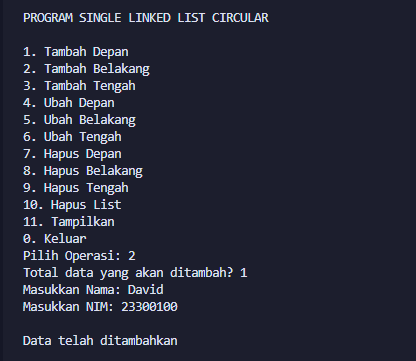 PROGRAM SINGLE LINKED LIST CIRCULAR
1. Tambah Depan
2. Tambah Belakang
3. Tambah Tengah
4. Ubah Depan
5. Ubah Belakang
6. Ubah Tengah
7. Hapus Depan
8. Hapus Belakang
9. Hapus Tengah
10. Hapus List
11. Tampilkan
0. Keluar
Pilih Operasi: 2
Total data yang akan ditambah? 1
Masukkan Nama: David
Masukkan NIM: 23300100
Data telah ditambahkan